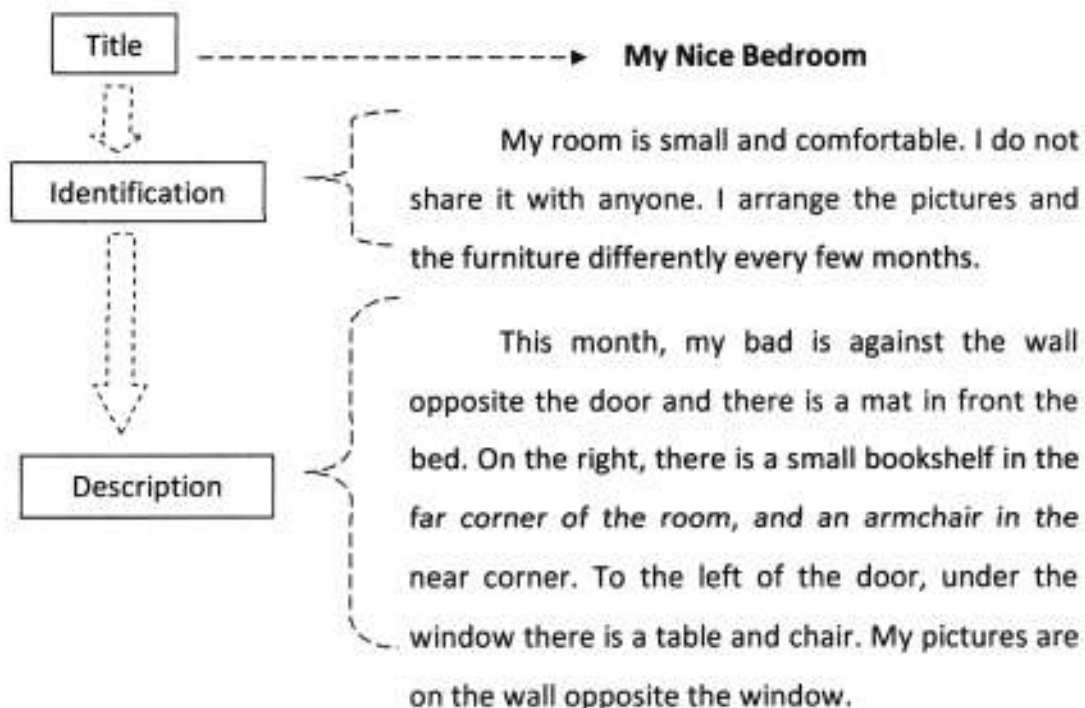 Title
My Nice Bedroom
Identification
My room is small and comfortable. I do not
share it with anyone. I arrange the pictures and
the furniture differently every few months.
Description
This month, my bad is against the wall
opposite the door and there is a mat in front the
bed. On the right, there is a small bookshelf in the
far corner of the room, and an armchair in the
near corner. To the left of the door, under the
window there is a table and chair. My pictures are
on the wall opposite the window.